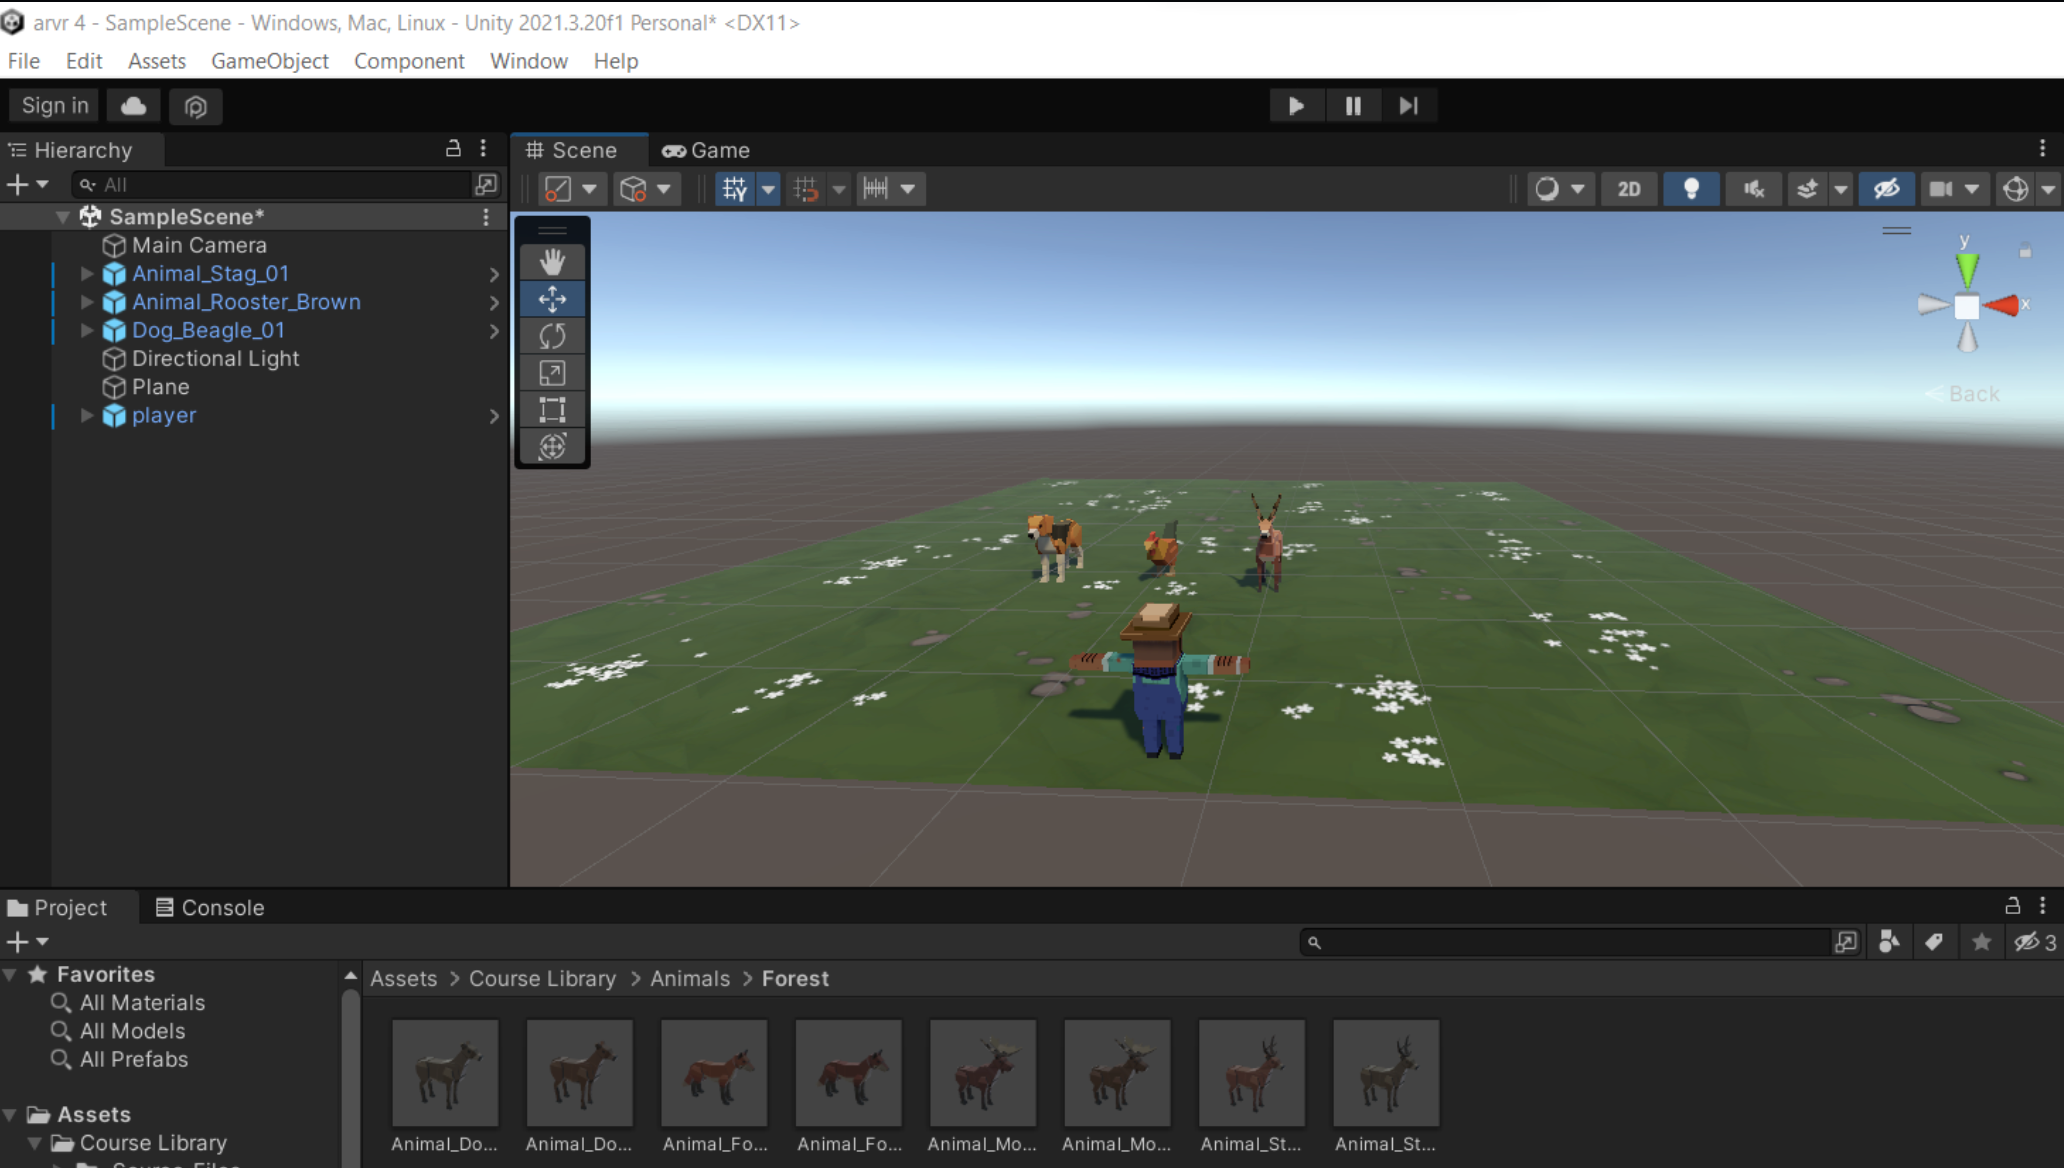 arvr 4 - SampleScene - Windows, Mac, Linux - Unity 2021.3.20f1 Personal* <DX11>
File Edit Assets GameObject Component Window Help
Sign in
Hierarchy
All
SampleScene*
Main Camera
Animal_Stag_01
Animal_Rooster_Brown
Dog_Beagle_01
Directional Light
Plane
player
Scene Game
2D
y
x
Back
Project Console
3
Favorites
All Materials
All Models
All Prefabs
Assets
Course Library
Assets > Course Library > Animals > Forest
Animal_Do... Animal_Do... Animal_Fo... Animal_Fo... Animal_Mo... Animal_Mo... Animal_St... Animal_St...